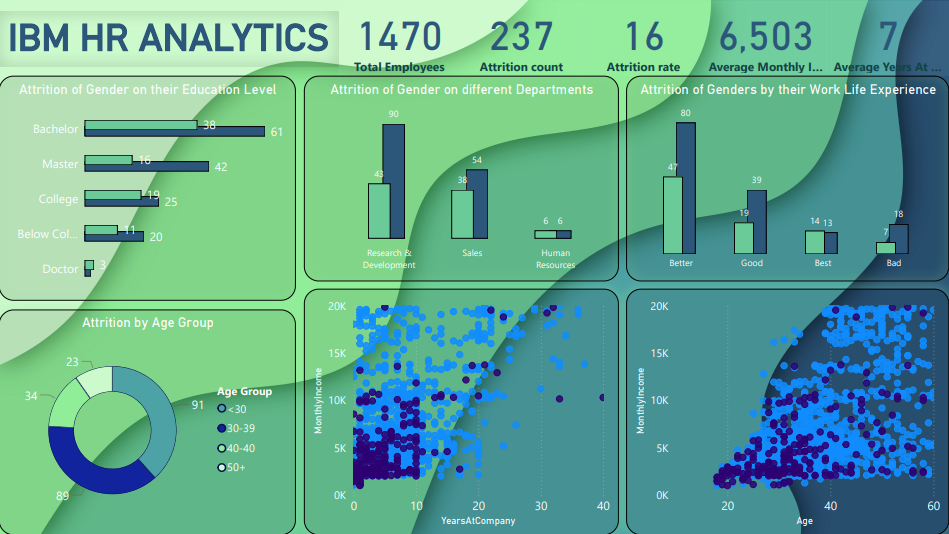 IBM HR ANALYTICS
1470
Total Employees
237
Attrition count
16
Attrition rate
6,503
Average Monthly I...
7
Average Years At ...
Attrition of Gender on their Education Level
Bachelor 38 61
Master 16 42
College 19 25
Below Col... 11 20
Doctor 3
Attrition of Gender on different Departments
43 90
38 54
6 6
Research &
Development
Sales
Human
Resources
Attrition of Genders by their Work Life Experience
47 80
19 39
14 13
7 18
Better Good Best Bad
Attrition by Age Group
23
34
89
91
Age Group
<30
30-39
40-40
50+
MonthlyIncome
20K
15K
10K
5K
0K
0 10 20 30 40
YearsAtCompany
MonthlyIncome
20K
15K
10K
5K
0K
20 40 60
Age